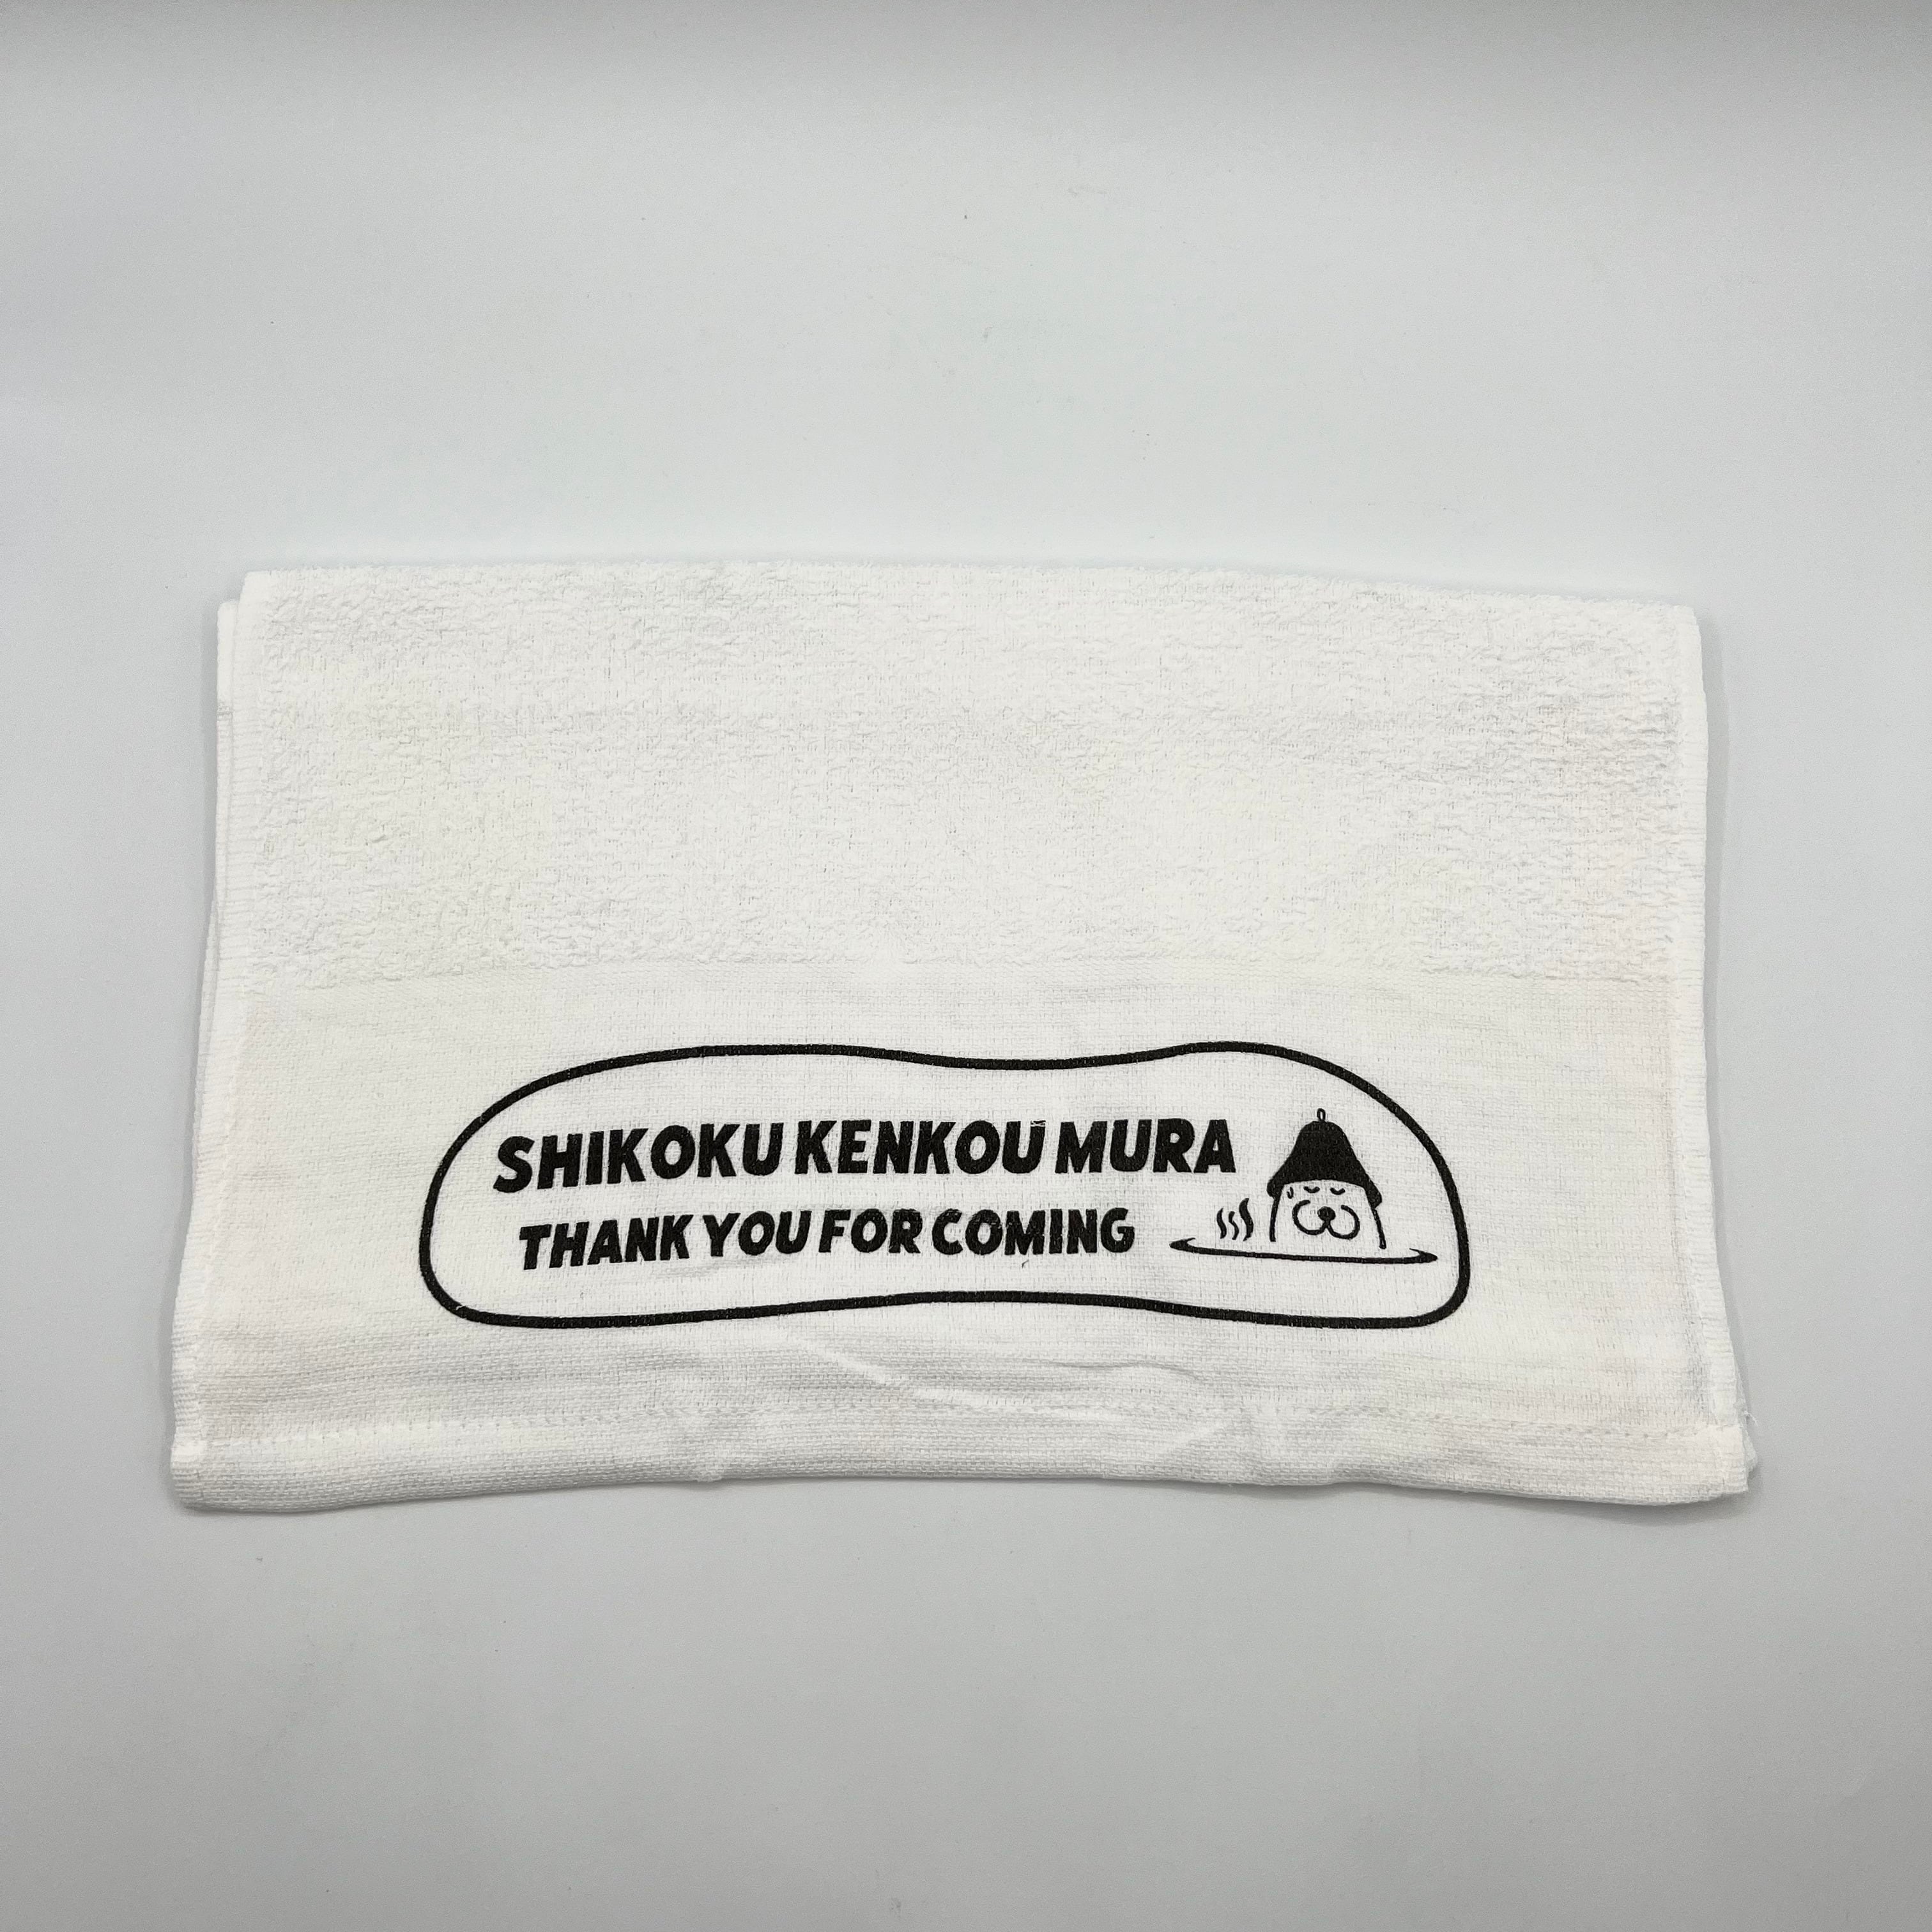 SHIKOKU KENKOU MURA
THANK YOU FOR COMING